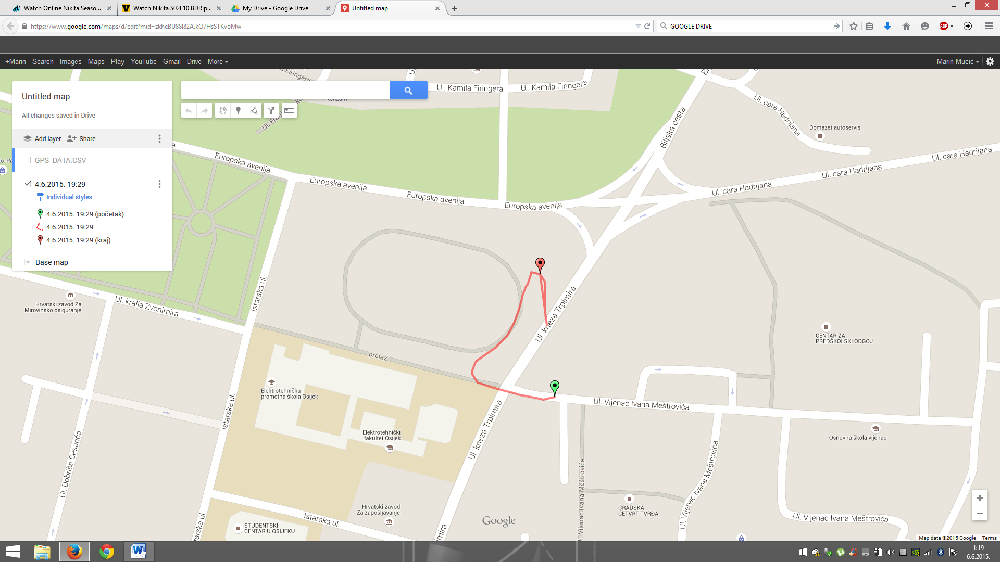 Watch Online Nikita Seaso...
Watch Nikita S02E10 BDRip...
My Drive - Google Drive
Untitled map
https://www.google.com/maps/d/edit?mid=zkheBU88I82A.kQ7HsSTKvoMw
GOOGLE DRIVE
ABP
+Marin Search Images Maps Play YouTube Gmail Drive More
Marin Mucic
Untitled map
All changes saved in Drive
Add layer Share
GPS_DATA.CSV
4.6.2015. 19:29
Individual styles
4.6.2015. 19:29 (početak)
4.6.2015. 19:29
4.6.2015. 19:29 (kraj)
Base map
Firingera
Ul. Kamila Firingera
Ul. Kamila Firingera
Konzum
Ul. cara Hadrijana
Biljska cesta
Domazet autoservis
Ul. cara Hadrijana
Ul. cara Hadrijana
Ul. cara Hadrijana
Europska avenija
Europska avenija
Europska avenija
Europska avenija
Istarska ul.
Hrvatski zavod Za
Mirovinsko osiguranje
Ul. kralja Zvonimira
Ul. kneza Trpimira
CENTAR ZA
PREDŠKOLSKI ODGOJ
prolaz
Elektrotehnička I
prometna škola Osijek
Ul. Vijenac Ivana Meštrovića
Istarska ul.
Elektrotehnički
fakultet Osijek
Ul. kneza Trpimira
Osnovna škola vijenac
Ul. Dobriše Cesarića
Ul. Vijenac Ivana Meštrovića
Ul. Vijenac Ivana Meštrovića
GRADSKA
ČETVRT TVRĐA
Hrvatski zavod
Za zapošljavanje
Istarska ul.
Ul. Vijenac Ivana Meštrovića
STUDENTSKI
CENTAR U OSIJEKU
Google
Map data ©2015 Google Terms
1:19
6.6.2015.